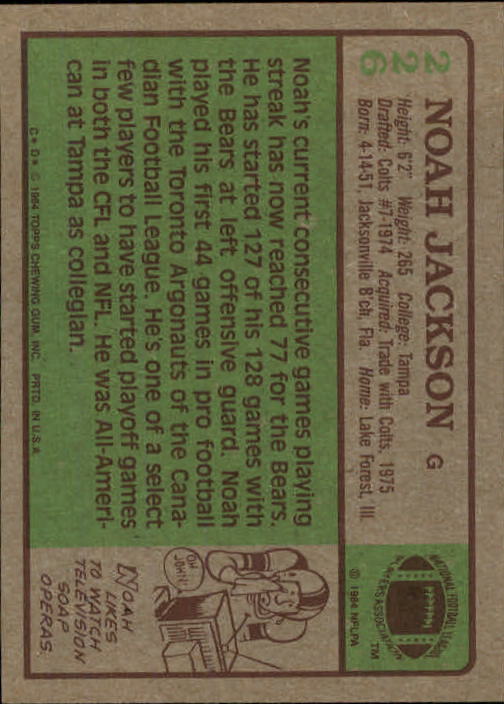 226
NOAH JACKSON G
Height: 6'2" Weight: 265 College: Tampa
Drafted: Colts #7-1974 Acquired: Trade with Colts, 1975
Born: 4-14-51, Jacksonville B'ch, Fla. Home: Lake Forest, Ill.
NATIONAL FOOTBALL LEAGUE
PLAYERS ASSOCIATION
TM
© 1984 NFLPA
Noah's current consecutive games playing
streak has now reached 77 for the Bears.
He has started 127 of his 128 games with
the Bears at left offensive guard. Noah
played his first 44 games in pro football
with the Toronto Argonauts of the Cana-
dian Football League. He's one of a select
few players to have started playoff games
in both the CFL and NFL. He was All-Ameri-
can at Tampa as collegian.
OH
JOHN!
NOAH
LIKES
TO WATCH
TELEVISION
SOAP
OPERAS.
C* D* © 1984 TOPPS CHEWING GUM, INC. PRTD. IN U.S.A.